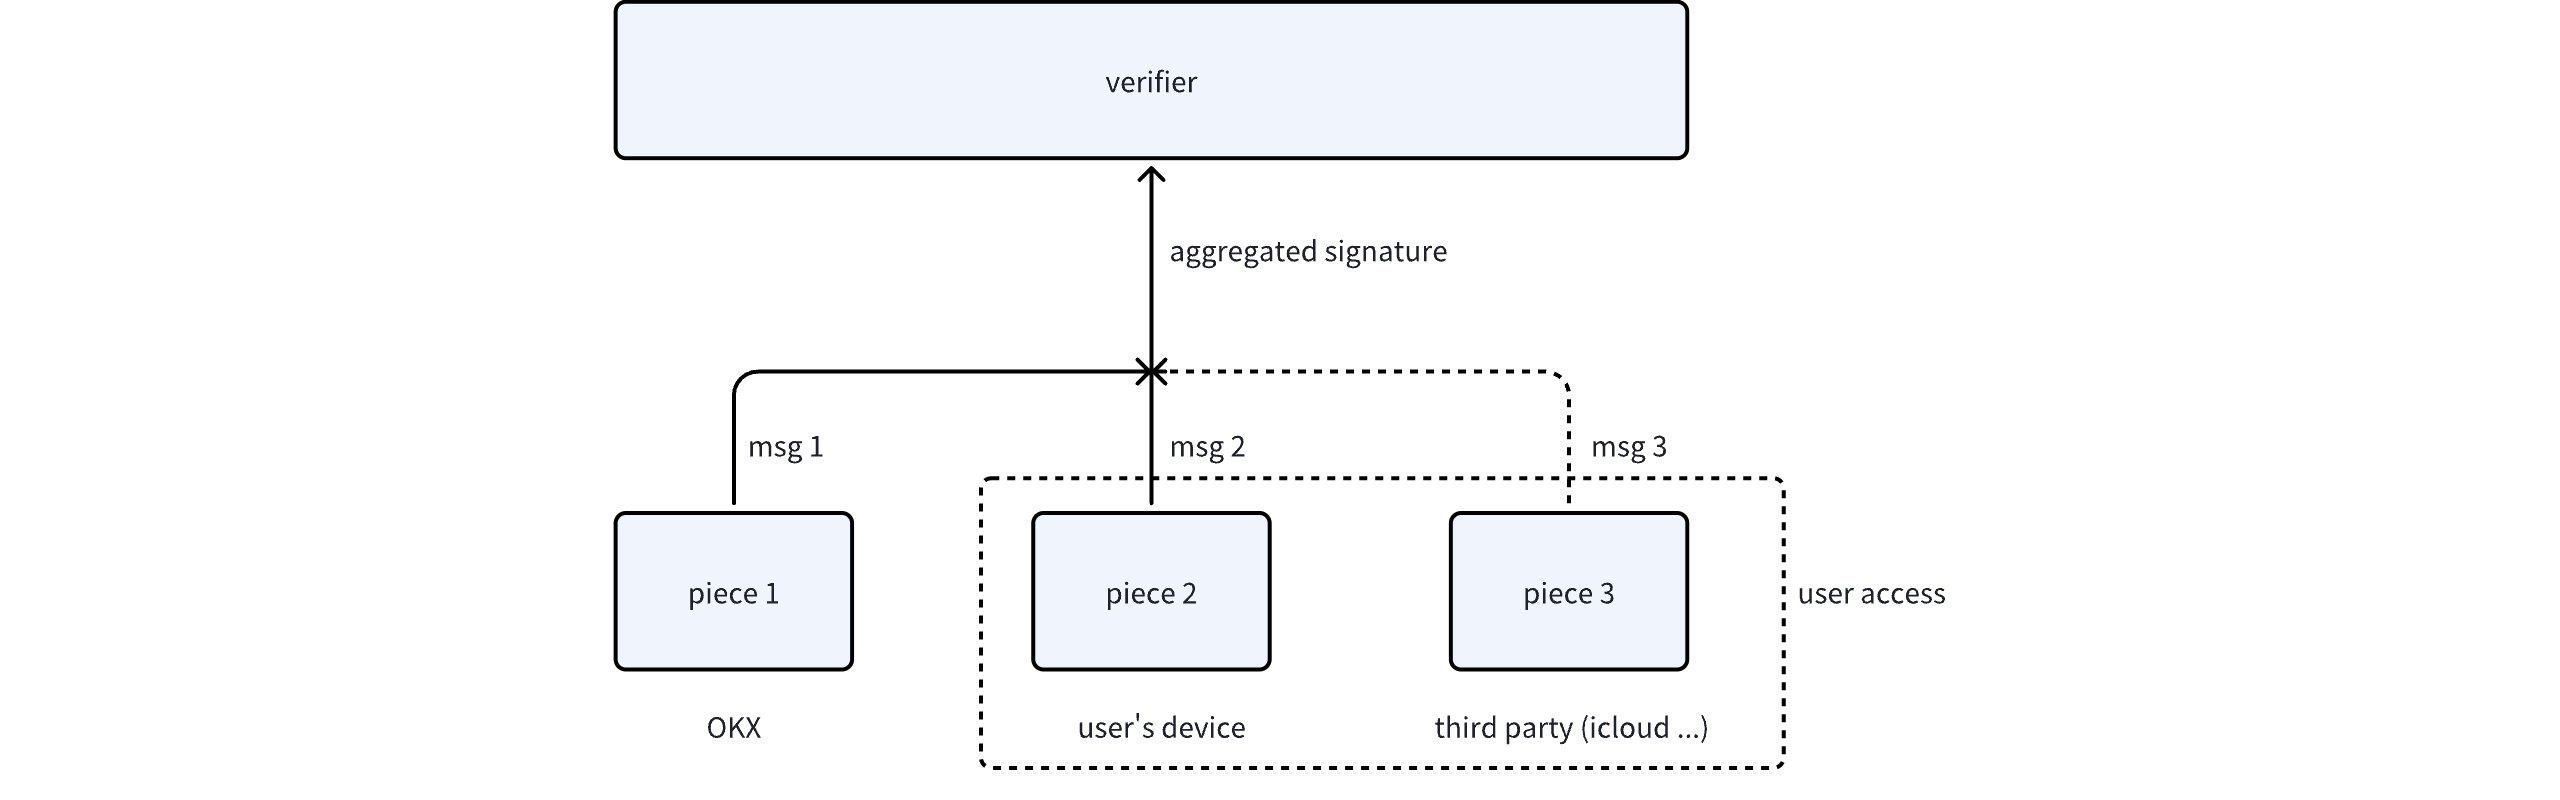 verifier
aggregated signature
msg 1
msg 2
msg 3
piece 1
piece 2
piece 3
user access
OKX
user's device
third party (icloud ...)